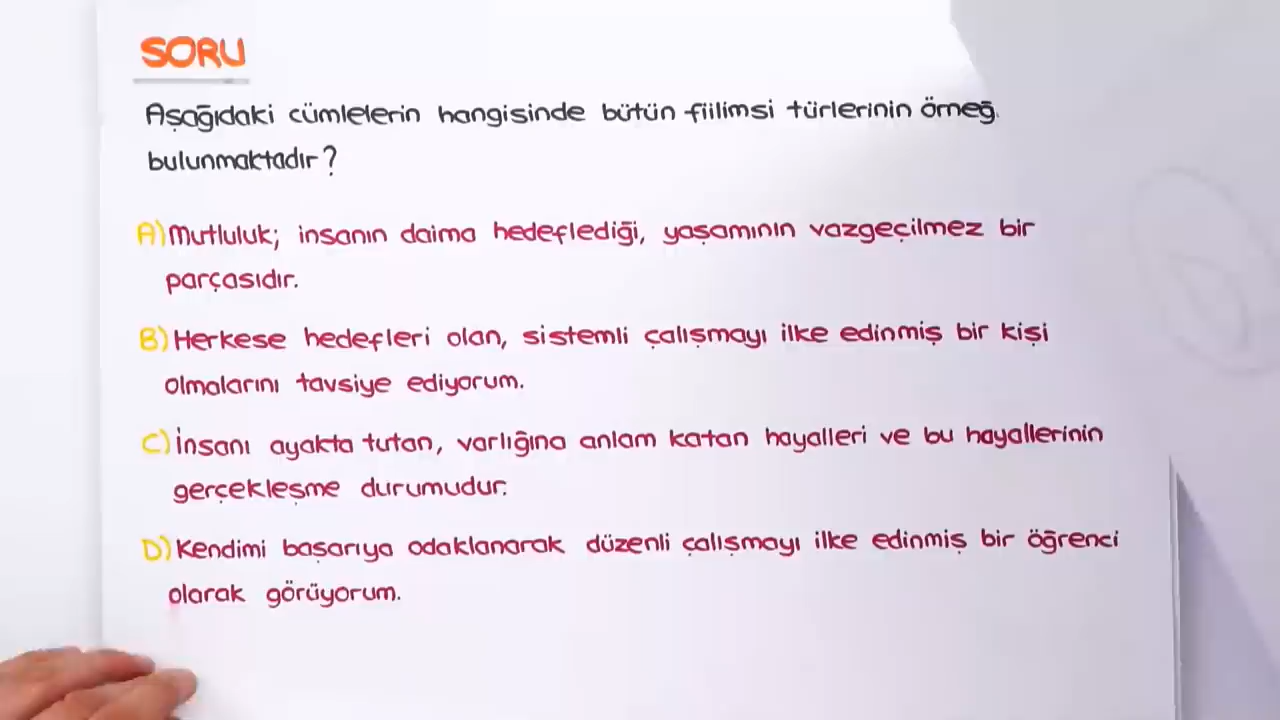 SORU
Aşağıdaki cümlelerin hangisinde bütün fiilimsi türlerinin örneğ
bulunmaktadır?
A) Mutluluk; insanın daima hedeflediği, yaşamının vazgeçilmez bir
parçasıdır.
B) Herkese hedefleri olan, sistemli çalışmayı ilke edinmiş bir kişi
olmalarını tavsiye ediyorum.
C) İnsanı ayakta tutan, varlığına anlam katan hayalleri ve bu hayallerinin
gerçekleşme durumudur.
D) Kendimi başarıya odaklanarak düzenli çalışmayı ilke edinmiş bir öğrenci
olarak görüyorum.